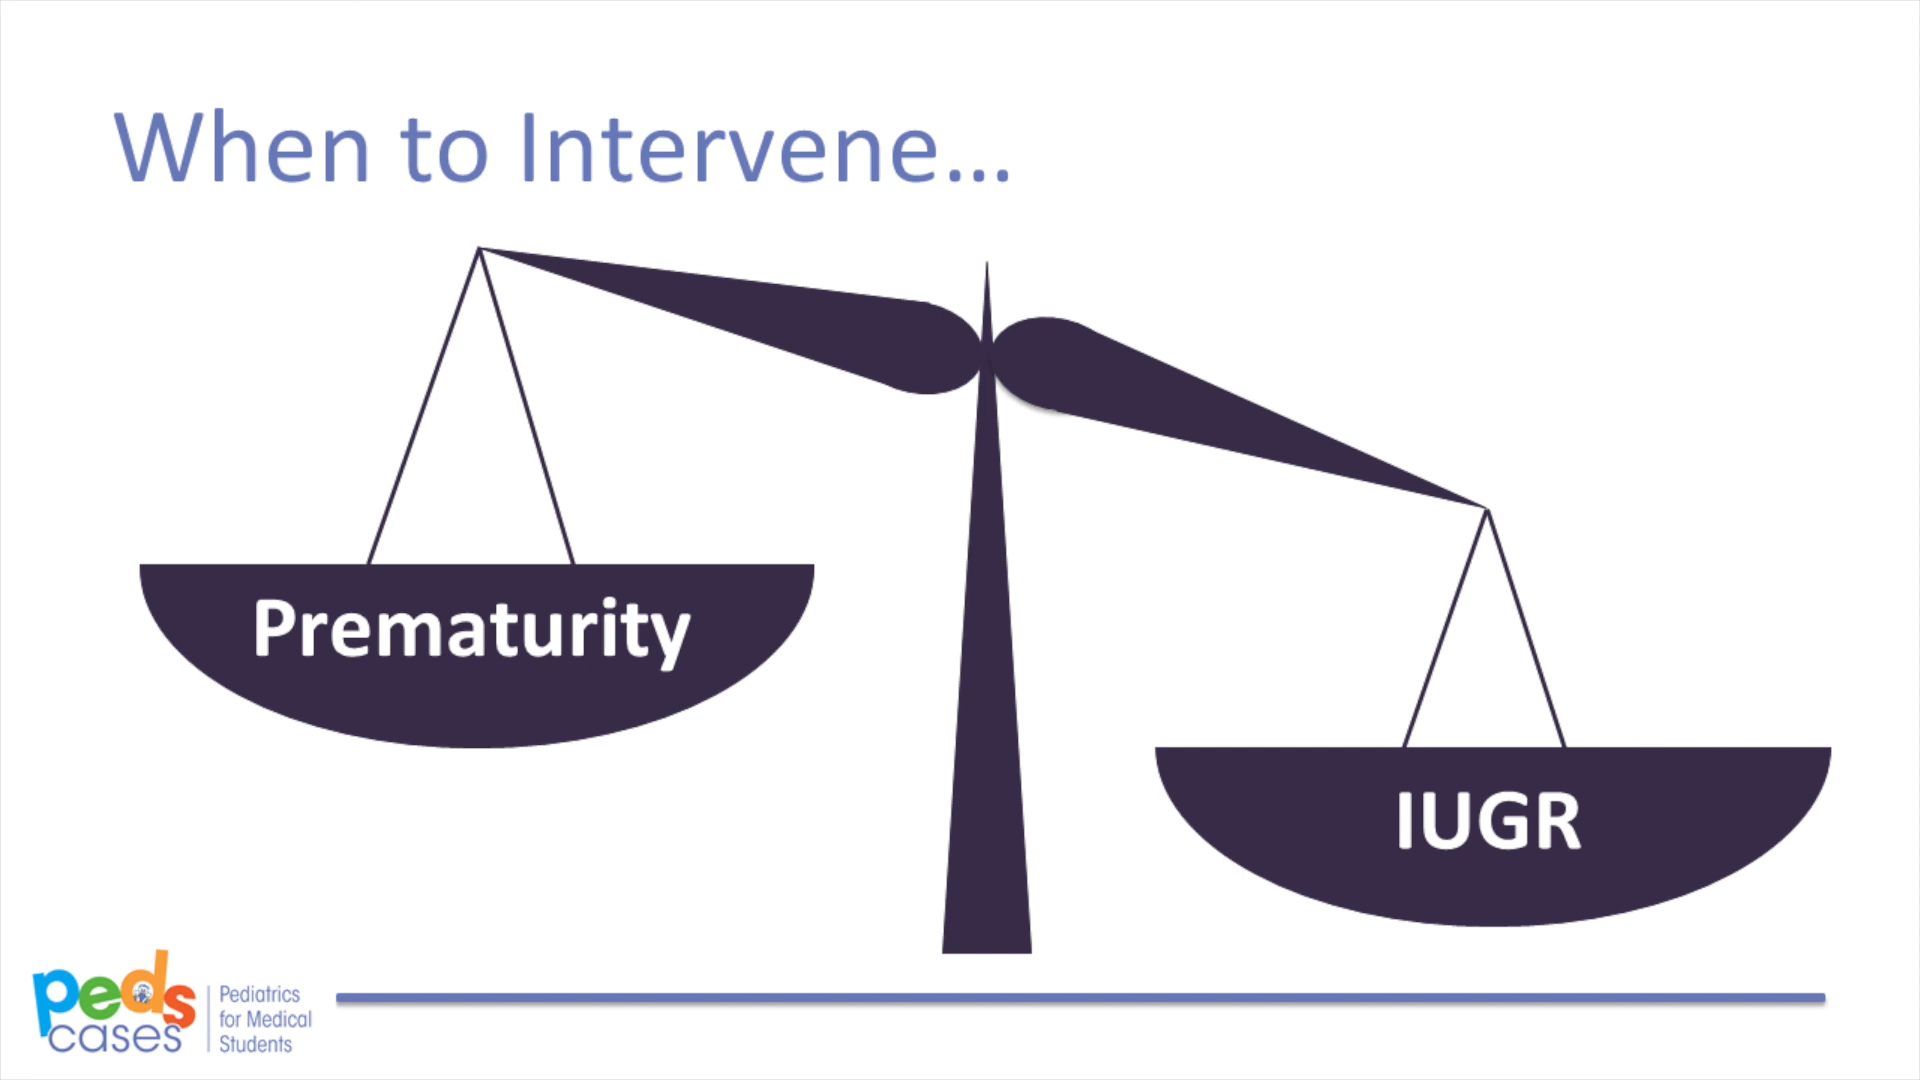 When to Intervene...
Prematurity
IUGR
peds
cases
Pediatrics
for Medical
Students